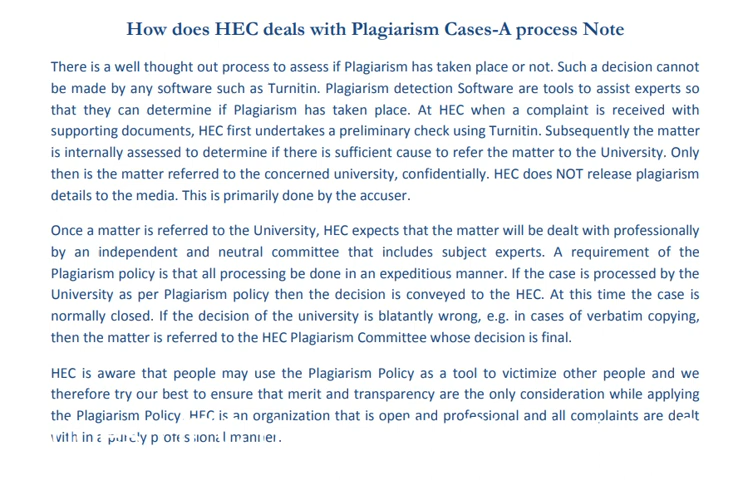 How does HEC deals with Plagiarism Cases-A process Note
There is a well thought out process to assess if Plagiarism has taken place or not. Such a decision cannot
be made by any software such as Turnitin. Plagiarism detection Software are tools to assist experts so
that they can determine if Plagiarism has taken place. At HEC when a complaint is received with
supporting documents, HEC first undertakes a preliminary check using Turnitin. Subsequently the matter
is internally assessed to determine if there is sufficient cause to refer the matter to the University. Only
then is the matter referred to the concerned university, confidentially. HEC does NOT release plagiarism
details to the media. This is primarily done by the accuser.
Once a matter is referred to the University, HEC expects that the matter will be dealt with professionally
by an independent and neutral committee that includes subject experts. A requirement of the
Plagiarism policy is that all processing be done in an expeditious manner. If the case is processed by the
University as per Plagiarism policy then the decision is conveyed to the HEC. At this time the case is
normally closed. If the decision of the university is blatantly wrong, e.g. in cases of verbatim copying,
then the matter is referred to the HEC Plagiarism Committee whose decision is final.
HEC is aware that people may use the Plagiarism Policy as a tool to victimize other people and we
therefore try our best to ensure that merit and transparency are the only consideration while applying
the Plagiarism Policy. HEC is an organization that is open and professional and all complaints are dealt
with in a purely professional manner.